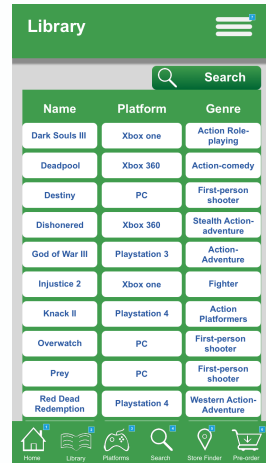 Library
Search
Name Platform Genre
Dark Souls III Xbox one Action Role-
playing
Deadpool Xbox 360 Action-comedy
Destiny PC First-person
shooter
Dishonered Xbox 360 Stealth Action-
adventure
God of War III Playstation 3 Action-
Adventure
Injustice 2 Xbox one Fighter
Knack II Playstation 4 Action
Platformers
Overwatch PC First-person
shooter
Prey PC First-person
shooter
Red Dead
Redemption Playstation 4 Western Action-
Adventure
Home Library Platforms Search Store Finder Pre-order